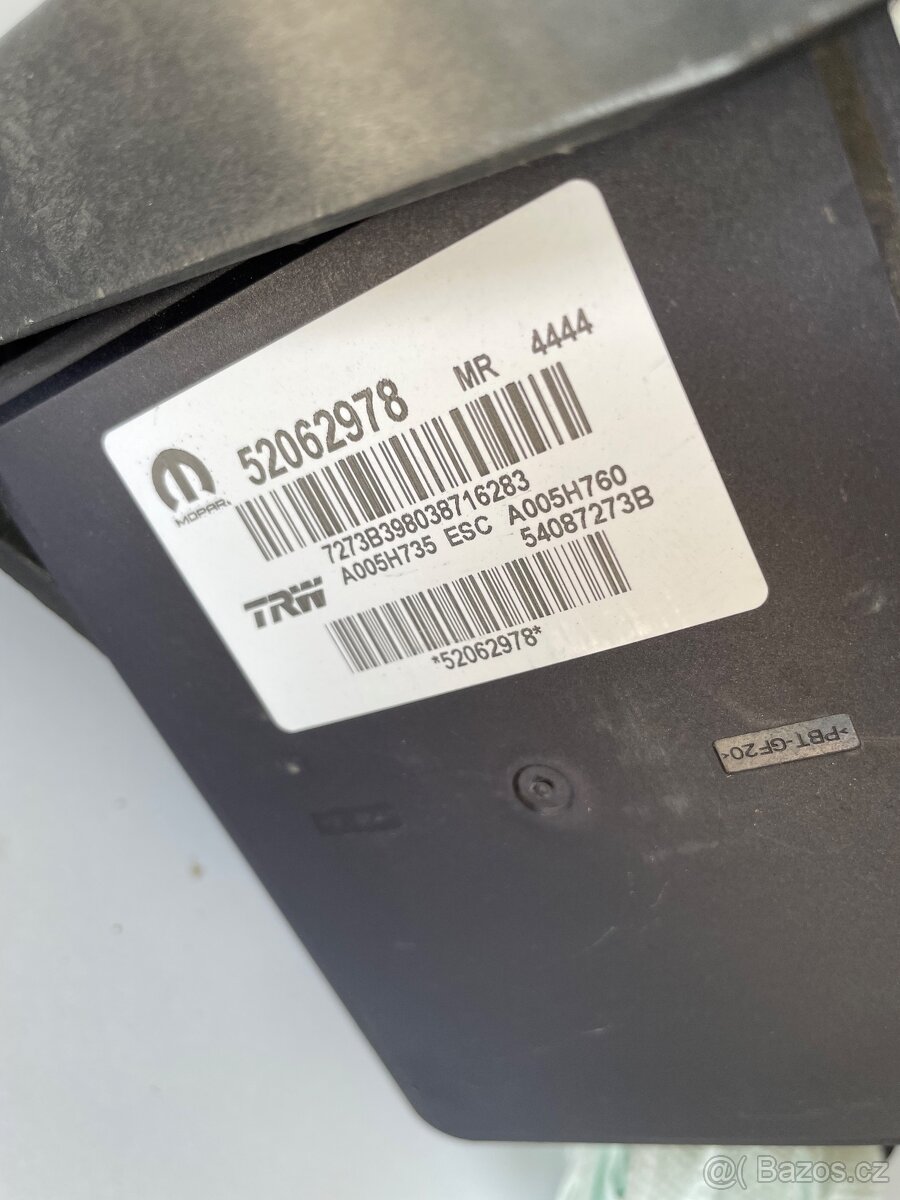 MOPAR
52062978 MR 4444
7273B398038716283
A005H735 ESC A005H760
54087273B
TRW
*52062978*
>PBT-GF20<
@( Bazos.cz